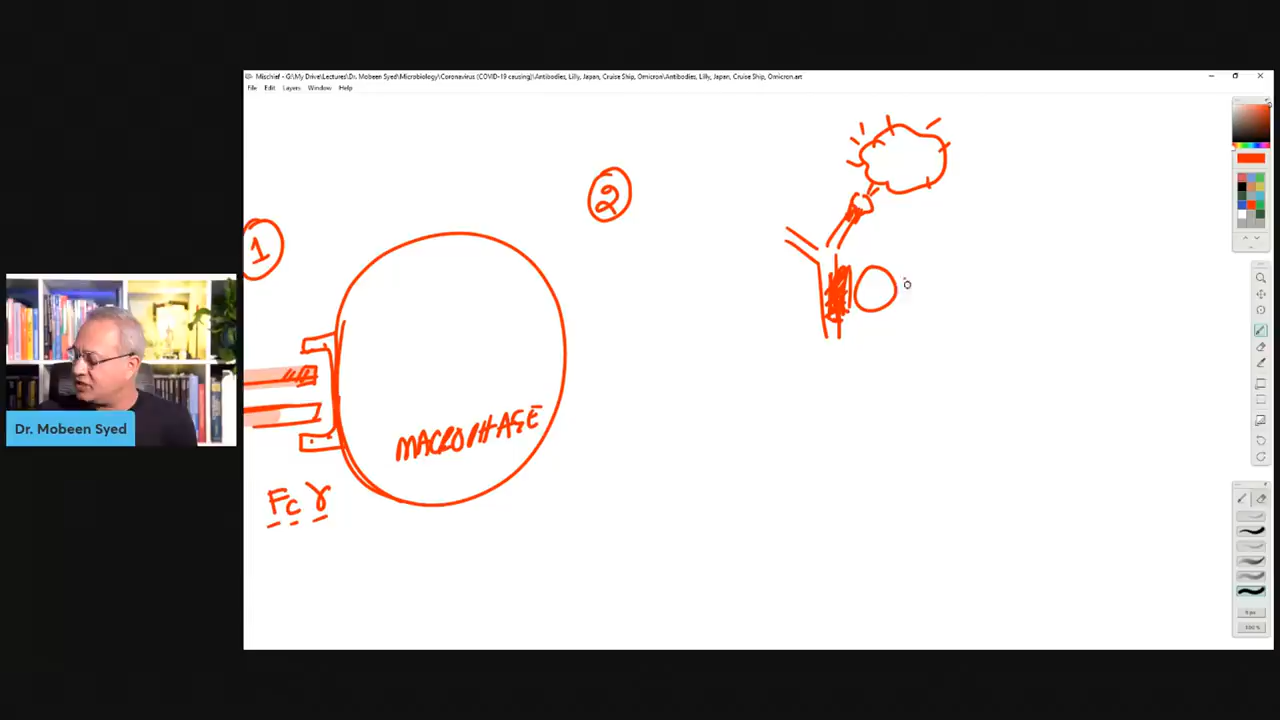 Mischief - G:\My Drive\Lectures\Dr. Mobeen Syed\Microbiology\Coronavirus (COVID-19 causing)\Antibodies, Lilly, Japan, Cruise Ship, Omicron\Antibodies, Lilly, Japan, Cruise Ship, Omicron.art
File Edit Layers Window Help
2
1
Dr. Mobeen Syed
MACROPHAGE
Fc γ
100 %